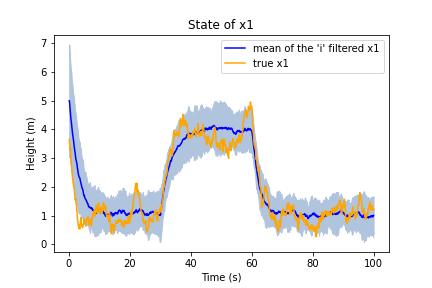 State of x1
mean of the 'i' filtered x1
true x1
Height (m)
7
6
5
4
3
2
1
0
0
20
40
60
80
100
Time (s)